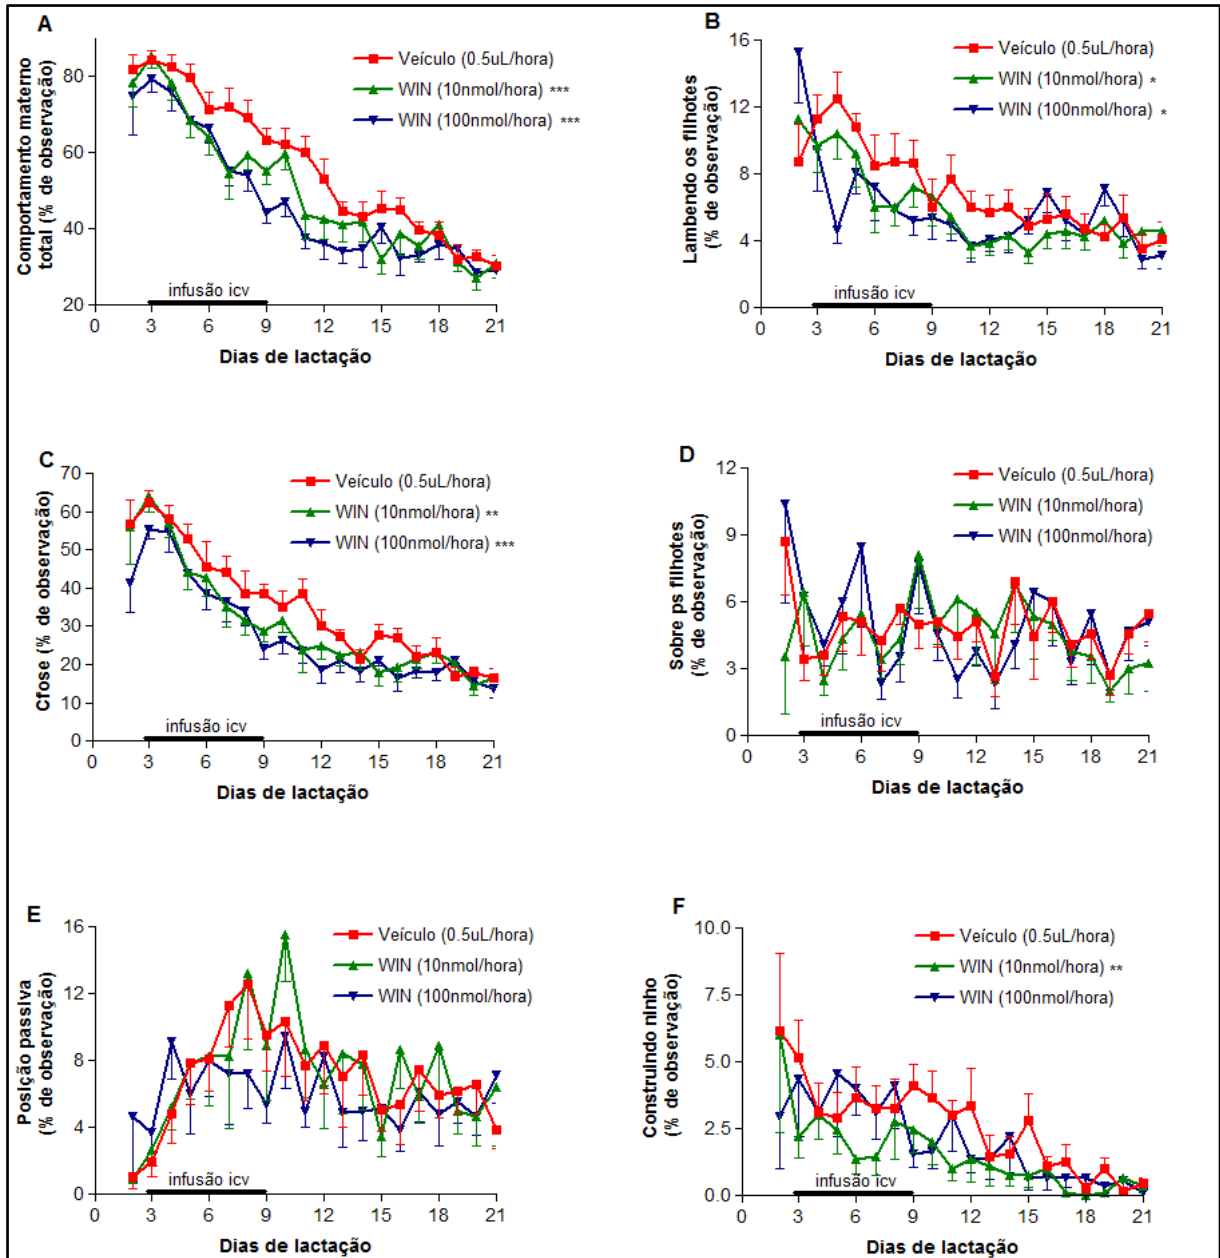 A
Comportamento materno
total (% de observação)
80
60
40
20
Veículo (0.5uL/hora)
WIN (10nmol/hora) ***
WIN (100nmol/hora) ***
infusão icv
0 3 6 9 12 15 18 21
Dias de lactação
B
Lambendo os filhotes
(% de observação)
16
12
8
4
0
Veículo (0.5uL/hora)
WIN (10nmol/hora) *
WIN (100nmol/hora) *
infusão icv
0 3 6 9 12 15 18 21
Dias de lactação
C
Cfose (% de observação)
70
60
50
40
30
20
10
0
Veículo (0.5uL/hora)
WIN (10nmol/hora) **
WIN (100nmol/hora) ***
infusão icv
0 3 6 9 12 15 18 21
Dias de lactação
D
Sobre ps filhotes
(% de observação)
12
9
6
3
0
Veículo (0.5uL/hora)
WIN (10nmol/hora)
WIN (100nmol/hora)
infusão icv
0 3 6 9 12 15 18 21
Dias de lactação
E
Posição passiva
(% de observação)
16
12
8
4
0
Veículo (0.5uL/hora)
WIN (10nmol/hora)
WIN (100nmol/hora)
infusão icv
0 3 6 9 12 15 18 21
Dias de lactação
F
Construindo ninho
(% de observação)
10.0
7.5
5.0
2.5
0.0
Veículo (0.5uL/hora)
WIN (10nmol/hora) **
WIN (100nmol/hora)
infusão icv
0 3 6 9 12 15 18 21
Dias de lactação